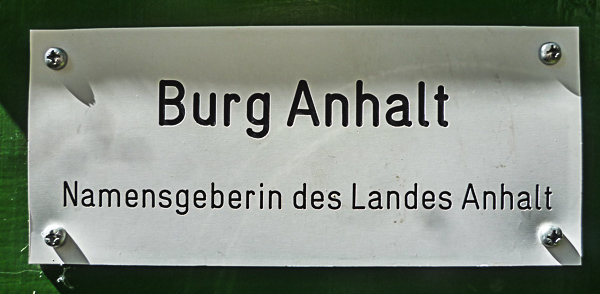 Burg Anhalt
Namensgeberin des Landes Anhalt